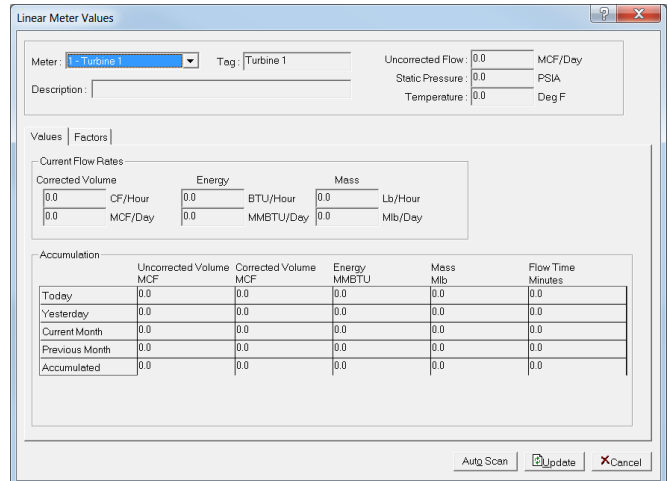 Linear Meter Values
?
X
Meter : 1 - Turbine 1 Tag : Turbine 1 Uncorrected Flow : 0.0 MCF/Day
Static Pressure : 0.0 PSIA
Description : Temperature : 0.0 Deg F
Values Factors
Current Flow Rates
Corrected Volume Energy Mass
0.0 CF/Hour 0.0 BTU/Hour 0.0 Lb/Hour
0.0 MCF/Day 0.0 MMBTU/Day 0.0 Mlb/Day
Accumulation
Uncorrected Volume Corrected Volume Energy Mass Flow Time
MCF MCF MMBTU Mlb Minutes
Today 0.0 0.0 0.0 0.0 0.0
Yesterday 0.0 0.0 0.0 0.0 0.0
Current Month 0.0 0.0 0.0 0.0 0.0
Previous Month 0.0 0.0 0.0 0.0 0.0
Accumulated 0.0 0.0 0.0 0.0 0.0
Auto Scan Update Cancel